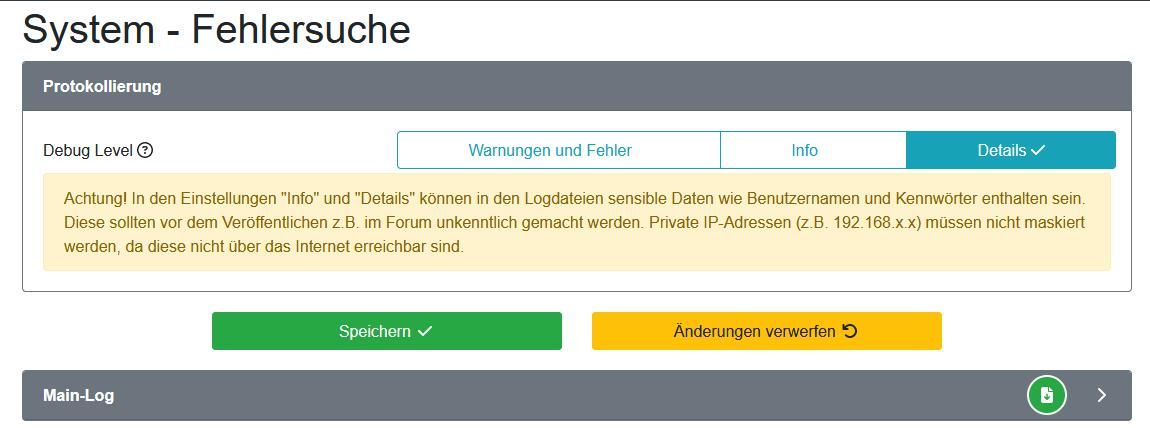 System - Fehlersuche
Protokollierung
Debug Level
Warnungen und Fehler
Info
Details
Achtung! In den Einstellungen "Info" und "Details" können in den Logdateien sensible Daten wie Benutzernamen und Kennwörter enthalten sein.
Diese sollten vor dem Veröffentlichen z.B. im Forum unkenntlich gemacht werden. Private IP-Adressen (z.B. 192.168.x.x) müssen nicht maskiert
werden, da diese nicht über das Internet erreichbar sind.
Speichern
Änderungen verwerfen
Main-Log